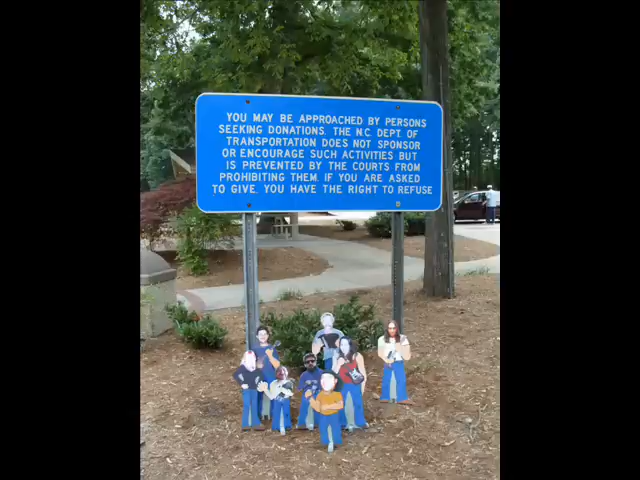 YOU MAY BE APPROACHED BY PERSONS
SEEKING DONATIONS. THE N.C. DEPT. OF
TRANSPORTATION DOES NOT SPONSOR
OR ENCOURAGE SUCH ACTIVITIES BUT
IS PREVENTED BY THE COURTS FROM
PROHIBITING THEM. IF YOU ARE ASKED
TO GIVE, YOU HAVE THE RIGHT TO REFUSE